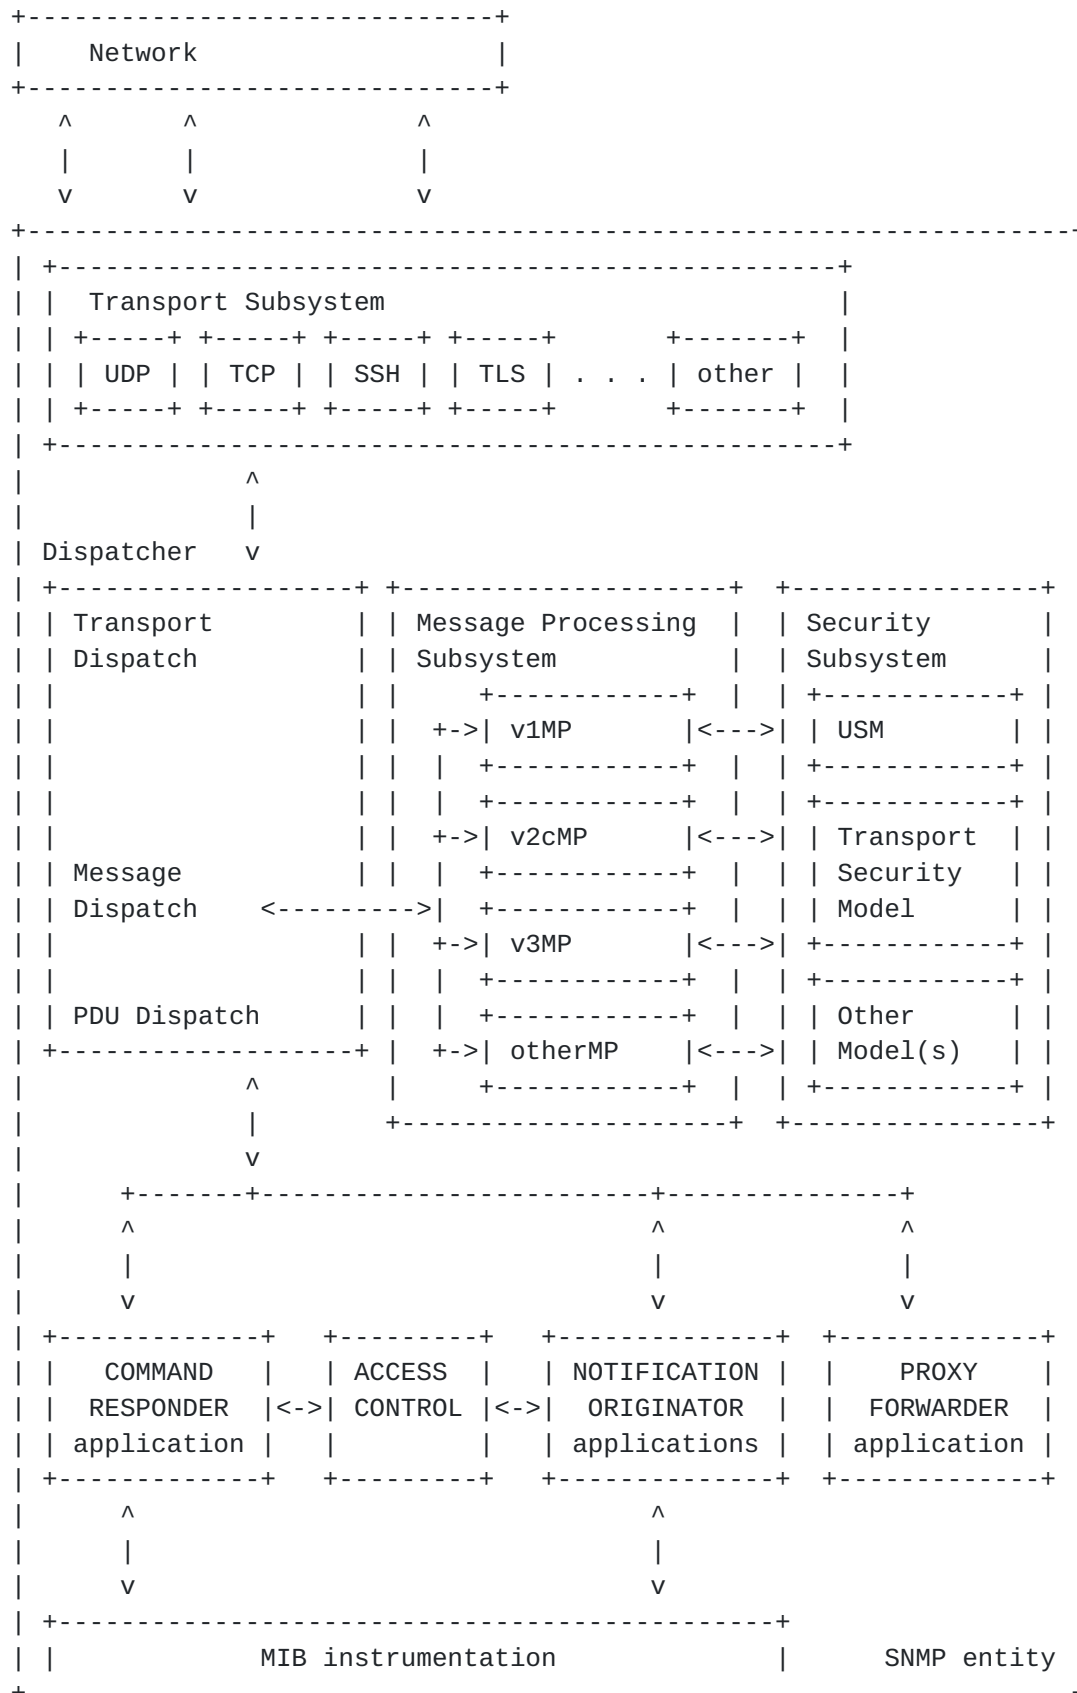 +------------------------------+
|    Network                   |
+------------------------------+
   ^       ^              ^
   |       |              |
   v       v              v
+-------------------------------------------------------------------+
| +--------------------------------------------------+
| |  Transport Subsystem                             |
| | +-----+ +-----+ +-----+ +-----+       +-------+  |
| | | UDP | | TCP | | SSH | | TLS | . . . | other |  |
| | +-----+ +-----+ +-----+ +-----+       +-------+  |
| +--------------------------------------------------+
|              ^
|              |
| Dispatcher   v
| +-------------------+ +---------------------+  +----------------+
| | Transport         | | Message Processing  |  | Security       |
| | Dispatch          | | Subsystem           |  | Subsystem      |
| |                   | |     +------------+  |  | +------------+ |
| |                   | |  +->| v1MP       |<--->| | USM        | |
| |                   | |  |  +------------+  |  | +------------+ |
| |                   | |  |  +------------+  |  | +------------+ |
| |                   | |  +->| v2cMP      |<--->| | Transport  | |
| | Message           | |  |  +------------+  |  | | Security   | |
| | Dispatch    <--------->|  +------------+  |  | | Model      | |
| |                   | |  +->| v3MP       |<--->| +------------+ |
| |                   | |  |  +------------+  |  | +------------+ |
| | PDU Dispatch      | |  |  +------------+  |  | | Other      | |
| +-------------------+ |  +->| otherMP    |<--->| | Model(s)   | |
|              ^        |     +------------+  |  | +------------+ |
|              |        +---------------------+  +----------------+
|              v
|      +-------+-------------------------+---------------+
|      ^                                 ^               ^
|      |                                 |               |
|      v                                 v               v
| +-------------+   +---------+   +--------------+  +-------------+
| |   COMMAND   |   | ACCESS  |   | NOTIFICATION |  |    PROXY    |
| |  RESPONDER  |<->| CONTROL |<->|  ORIGINATOR  |  |  FORWARDER  |
| | application |   |         |   | applications |  | application |
| +-------------+   +---------+   +--------------+  +-------------+
|      ^                                 ^
|      |                                 |
|      v                                 v
| +----------------------------------------------+
| |             MIB instrumentation              |      SNMP entity
+-------------------------------------------------------------------+